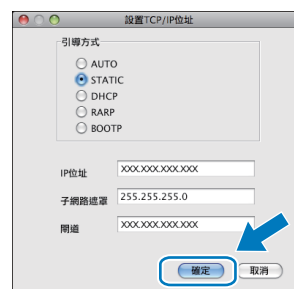 設置TCP/IP位址
引導方式
AUTO
STATIC
DHCP
RARP
BOOTP
IP位址 XXX.XXX.XXX.XXX
子網路遮罩 255.255.255.0
閘道 XXX.XXX.XXX.XXX
確定 取消